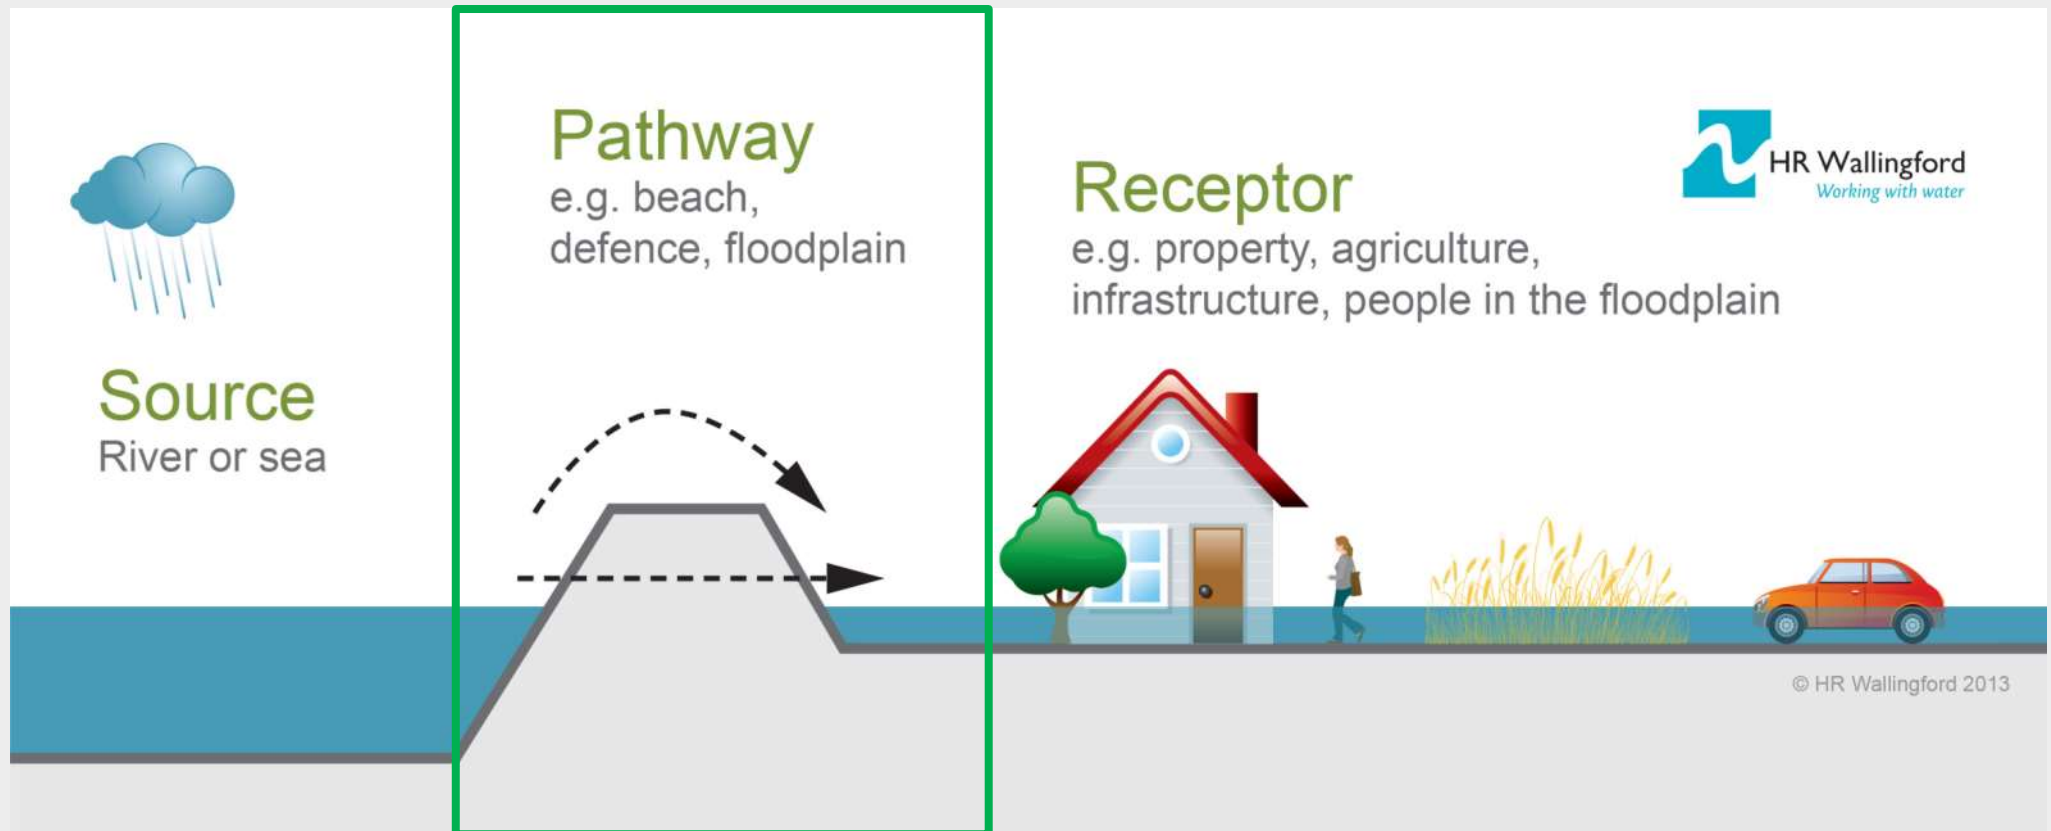 Source
River or sea
Pathway
e.g. beach,
defence, floodplain
Receptor
e.g. property, agriculture,
infrastructure, people in the floodplain
HR Wallingford
Working with water
© HR Wallingford 2013